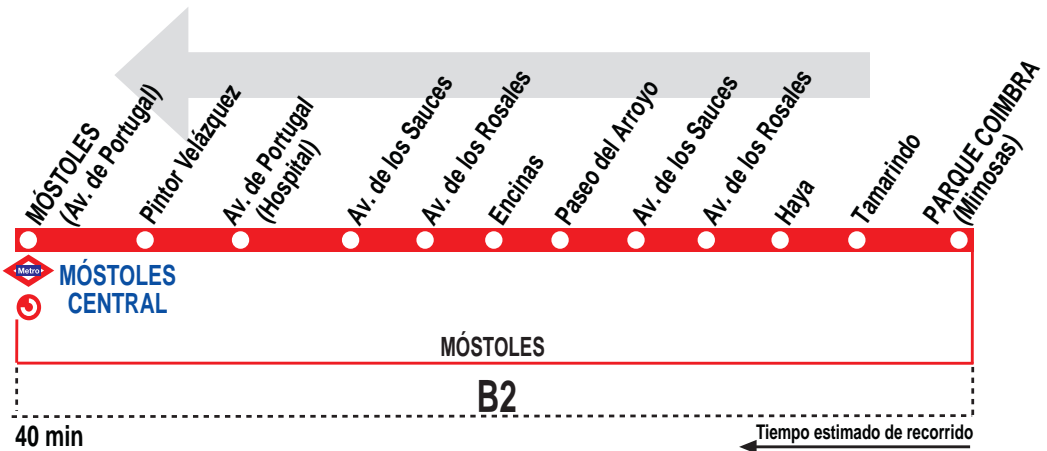 MÓSTOLES
(Av. de Portugal)
Pintor Velázquez
Av. de Portugal
(Hospital)
Av. de los Sauces
Av. de los Rosales
Encinas
Paseo del Arroyo
Av. de los Sauces
Av. de los Rosales
Haya
Tamarindo
PARQUE COIMBRA
(Mimosas)
Metro
MÓSTOLES
CENTRAL
MÓSTOLES
B2
40 min
Tiempo estimado de recorrido